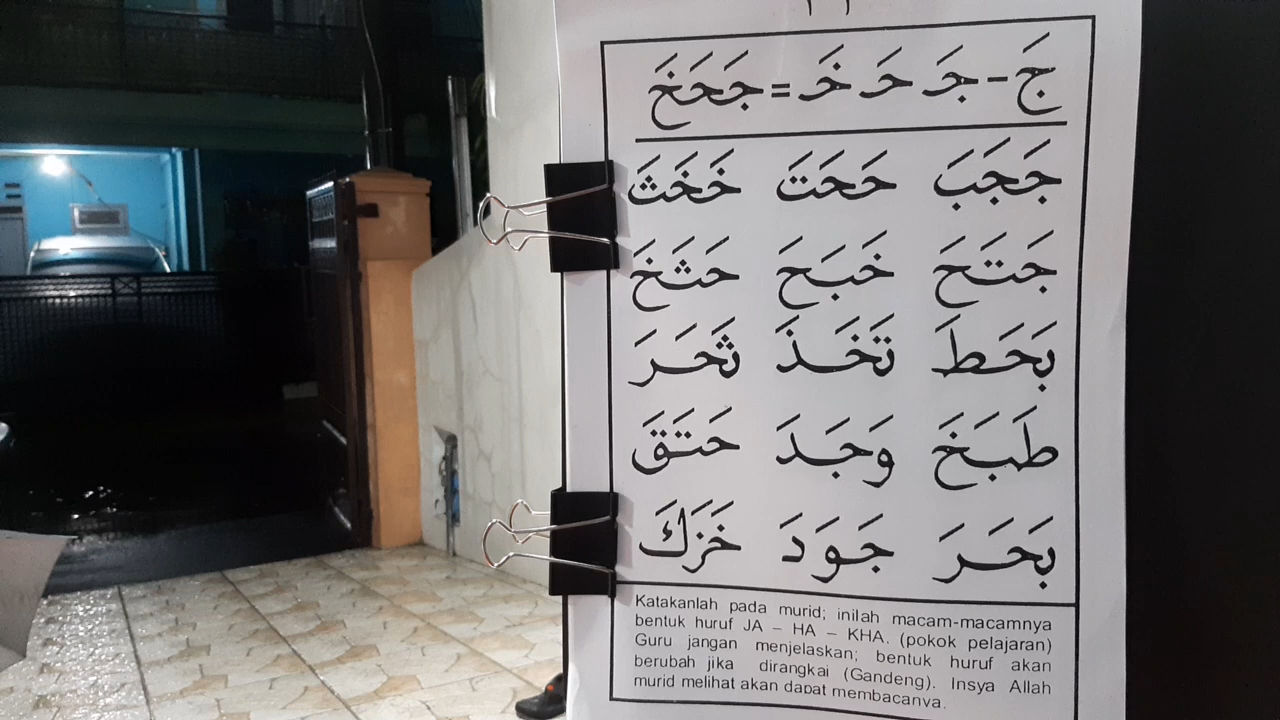 جَ - جَ حَ خَ = جَحَخَ
جَجَبَ حَحَتَ خَخَثَ
جَتَحَ خَبَحَ حَثَخَ
بَحَطَ تَخَذَ ثَحَرَ
طَبَخَ وَجَدَ حَتَقَ
بَحَرَ جَوَدَ خَزَكَ
Katakanlah pada murid; inilah macam-macamnya
bentuk huruf JA – HA – KHA. (pokok pelajaran)
Guru jangan menjelaskan; bentuk huruf akan
berubah jika dirangkai (Gandeng). Insya Allah
murid melihat akan dapat membacanya.